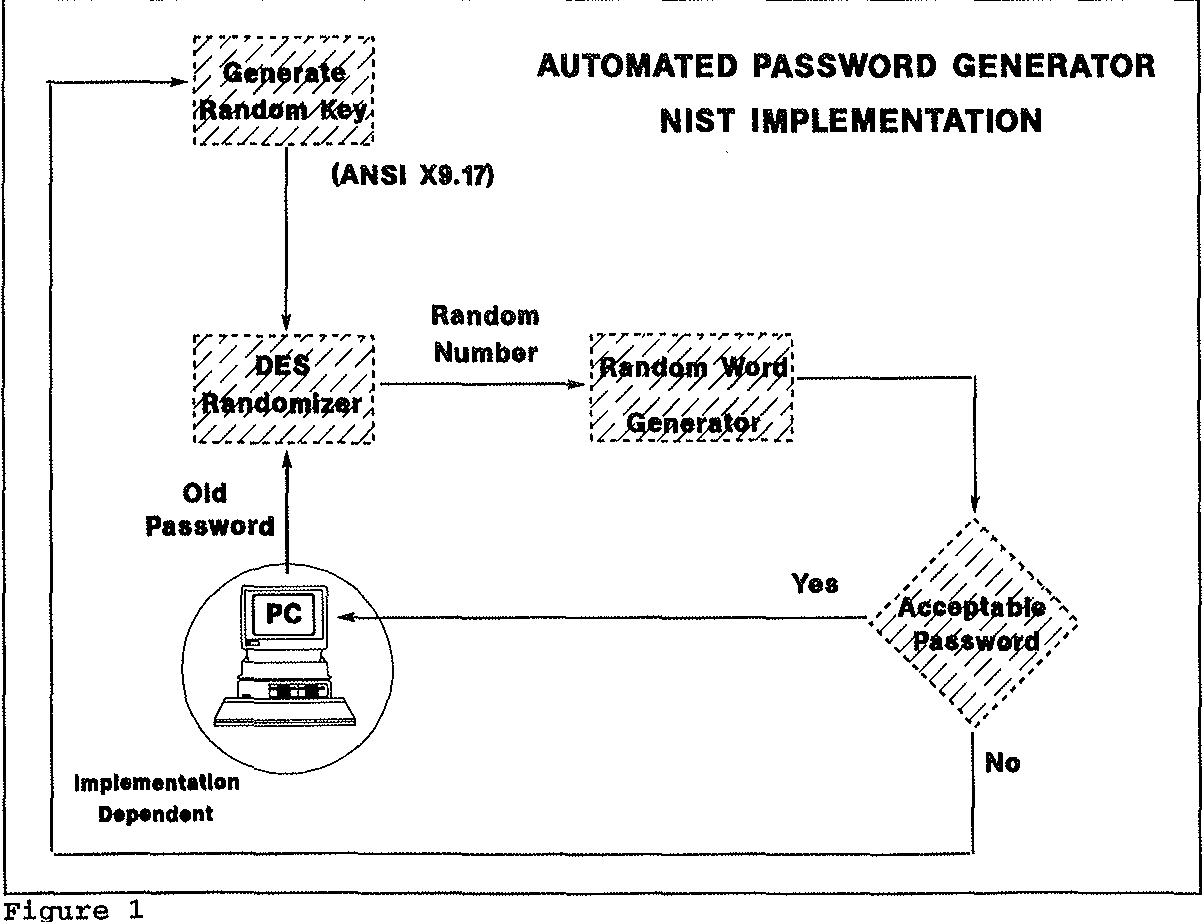 AUTOMATED PASSWORD GENERATOR
NIST IMPLEMENTATION
Generate
Random Key
(ANSI X9.17)
DES
Randomizer
Random
Number
Random Word
Generator
Old
Password
PC
Yes
Acceptable
Password
No
Implementation
Dependent
Figure 1